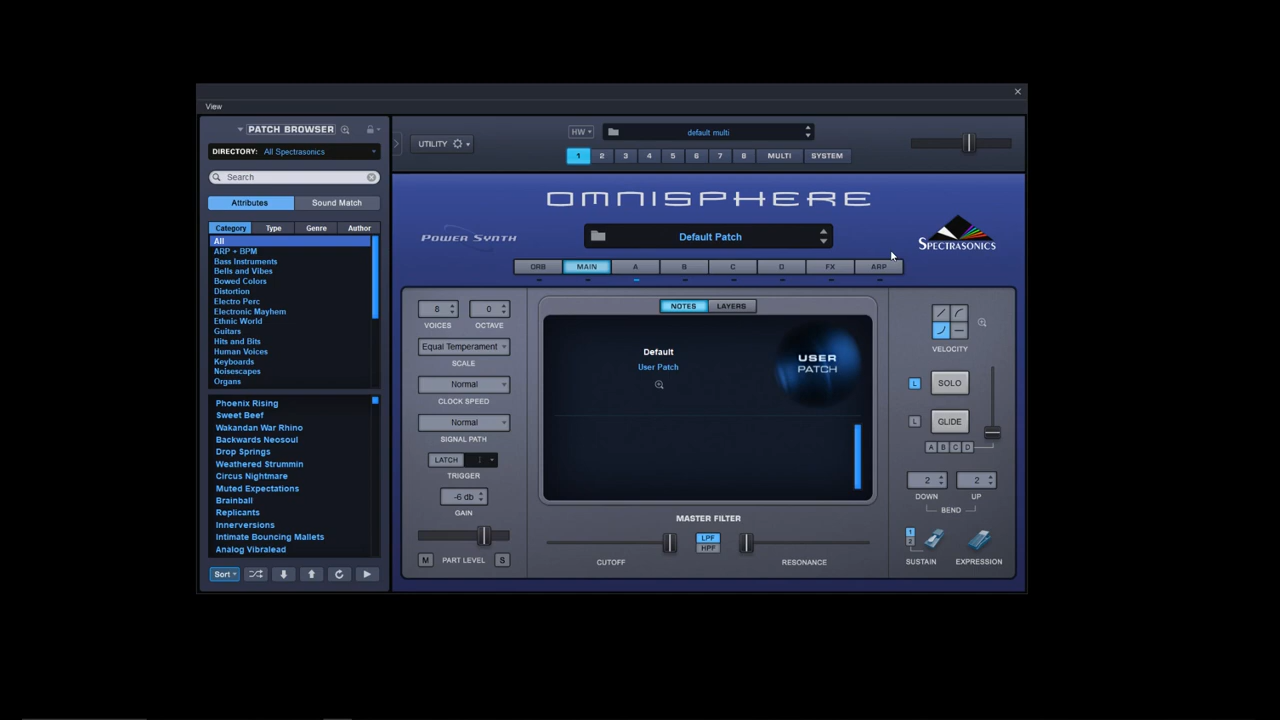 View
PATCH BROWSER
DIRECTORY: All Spectrasonics
Search
Attributes Sound Match
Category Type Genre Author
All
ARP + BPM
Bass Instruments
Bells and Vibes
Bowed Colors
Distortion
Electro Perc
Electronic Mayhem
Ethnic World
Guitars
Hits and Bits
Human Voices
Keyboards
Noisescapes
Organs
Phoenix Rising
Sweet Beef
Wakandan War Rhino
Backwards Neosoul
Drop Springs
Weathered Strummin
Circus Nightmare
Muted Expectations
Brainball
Replicants
Innerversions
Intimate Bouncing Mallets
Analog Vibralead
Sort
UTILITY
HW
default multi
1 2 3 4 5 6 7 8 MULTI SYSTEM
OMNISPHERE
POWER SYNTH
Default Patch
SPECTRASONICS
ORB MAIN A B C D FX ARP
8 0
VOICES OCTAVE
Equal Temperament
SCALE
Normal
CLOCK SPEED
Normal
SIGNAL PATH
LATCH
TRIGGER
-6 db
GAIN
M PART LEVEL S
NOTES LAYERS
Default
User Patch
USER
PATCH
MASTER FILTER
LPF
HPF
CUTOFF
RESONANCE
VELOCITY
L SOLO
L GLIDE
A B C D
2 2
DOWN UP
BEND
1
2
SUSTAIN EXPRESSION